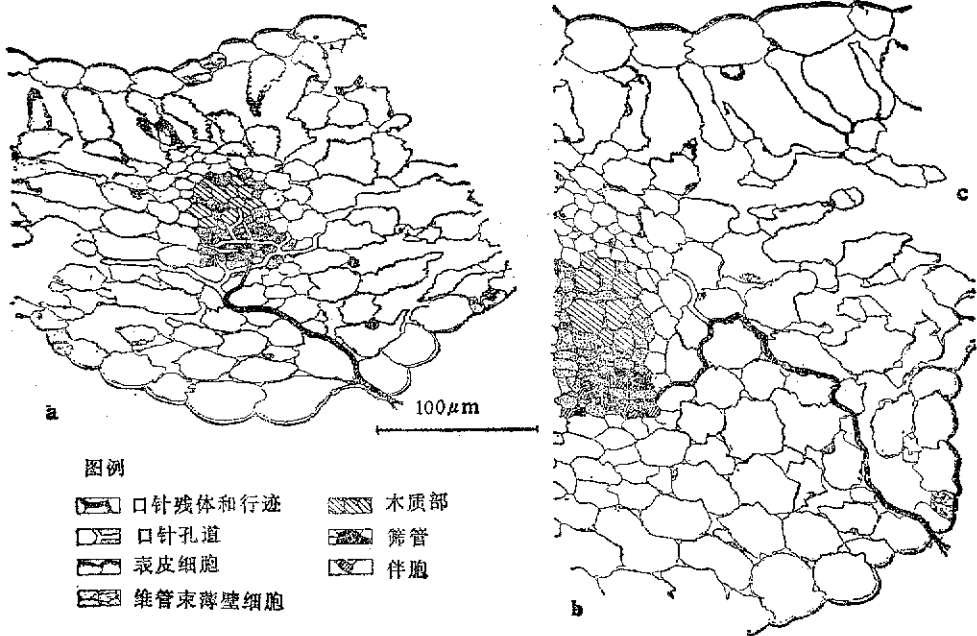 c
a
100μm
图例
口针残体和行迹
木质部
口针孔道
筛管
表皮细胞
伴胞
维管束薄壁细胞
b